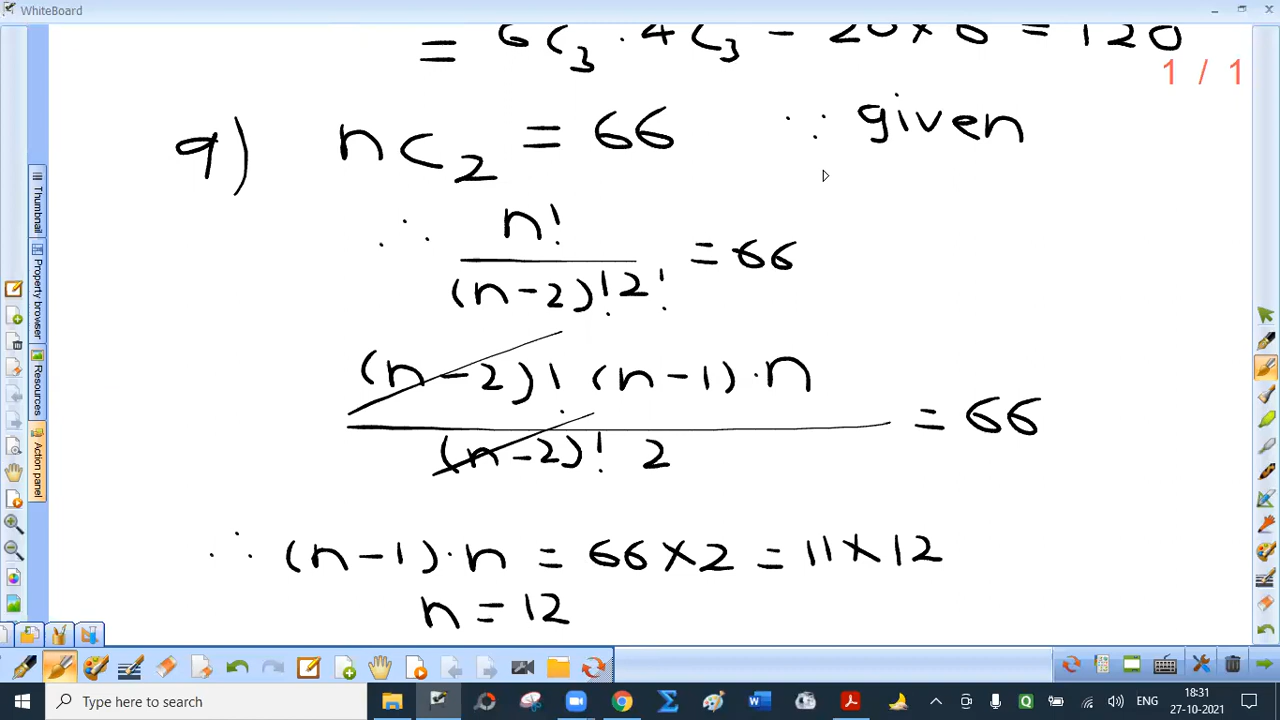 WhiteBoard
= 6C₃ · 4C₃ - 20 × 6 = 120
1 / 1
9) nC₂ = 66 ∵ given
∴ n! / (n-2)! 2! = 66
(n-2)! (n-1) · n / (n-2)! 2 = 66
∴ (n-1) · n = 66 × 2 = 11 × 12
n = 12
Thumbnail
Property browser
Resources
Action panel
Type here to search
ENG
18:31
27-10-2021